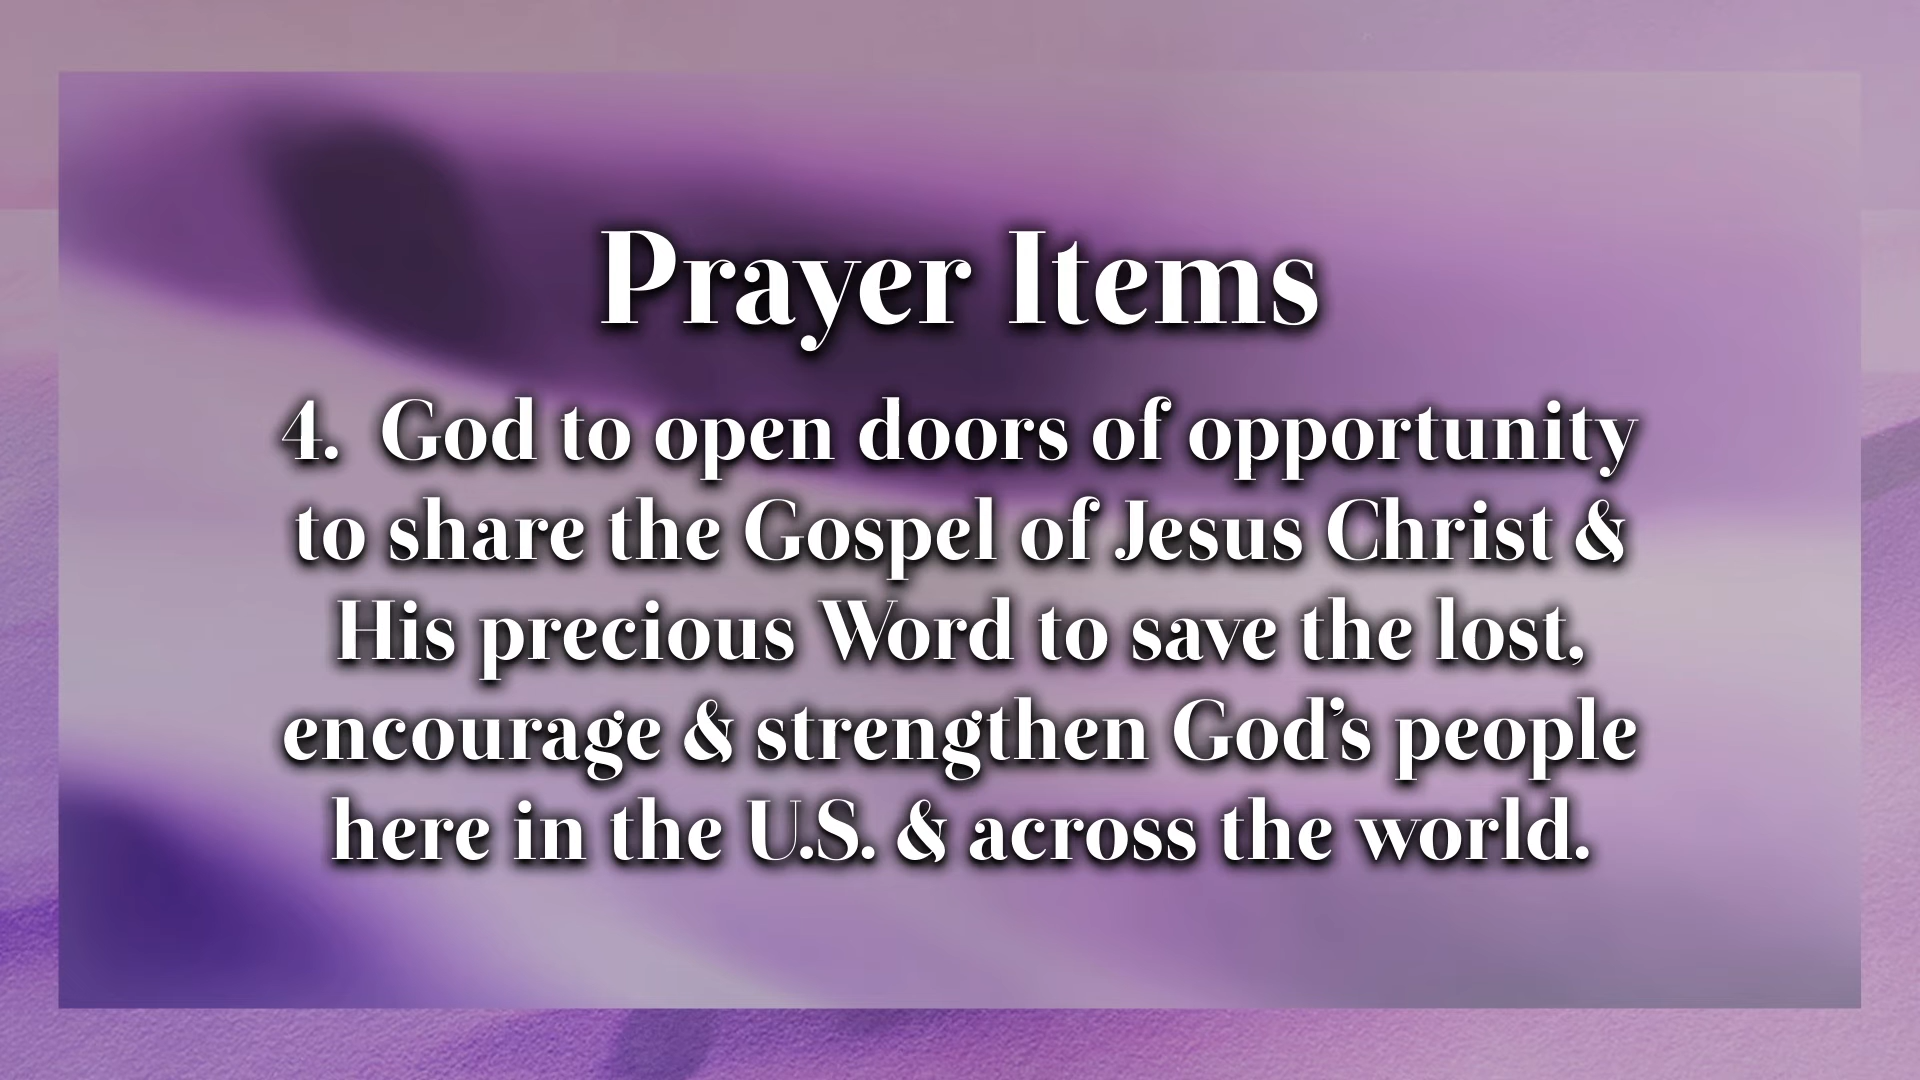 Prayer Items
4. God to open doors of opportunity
to share the Gospel of Jesus Christ &
His precious Word to save the lost,
encourage & strengthen God’s people
here in the U.S. & across the world.